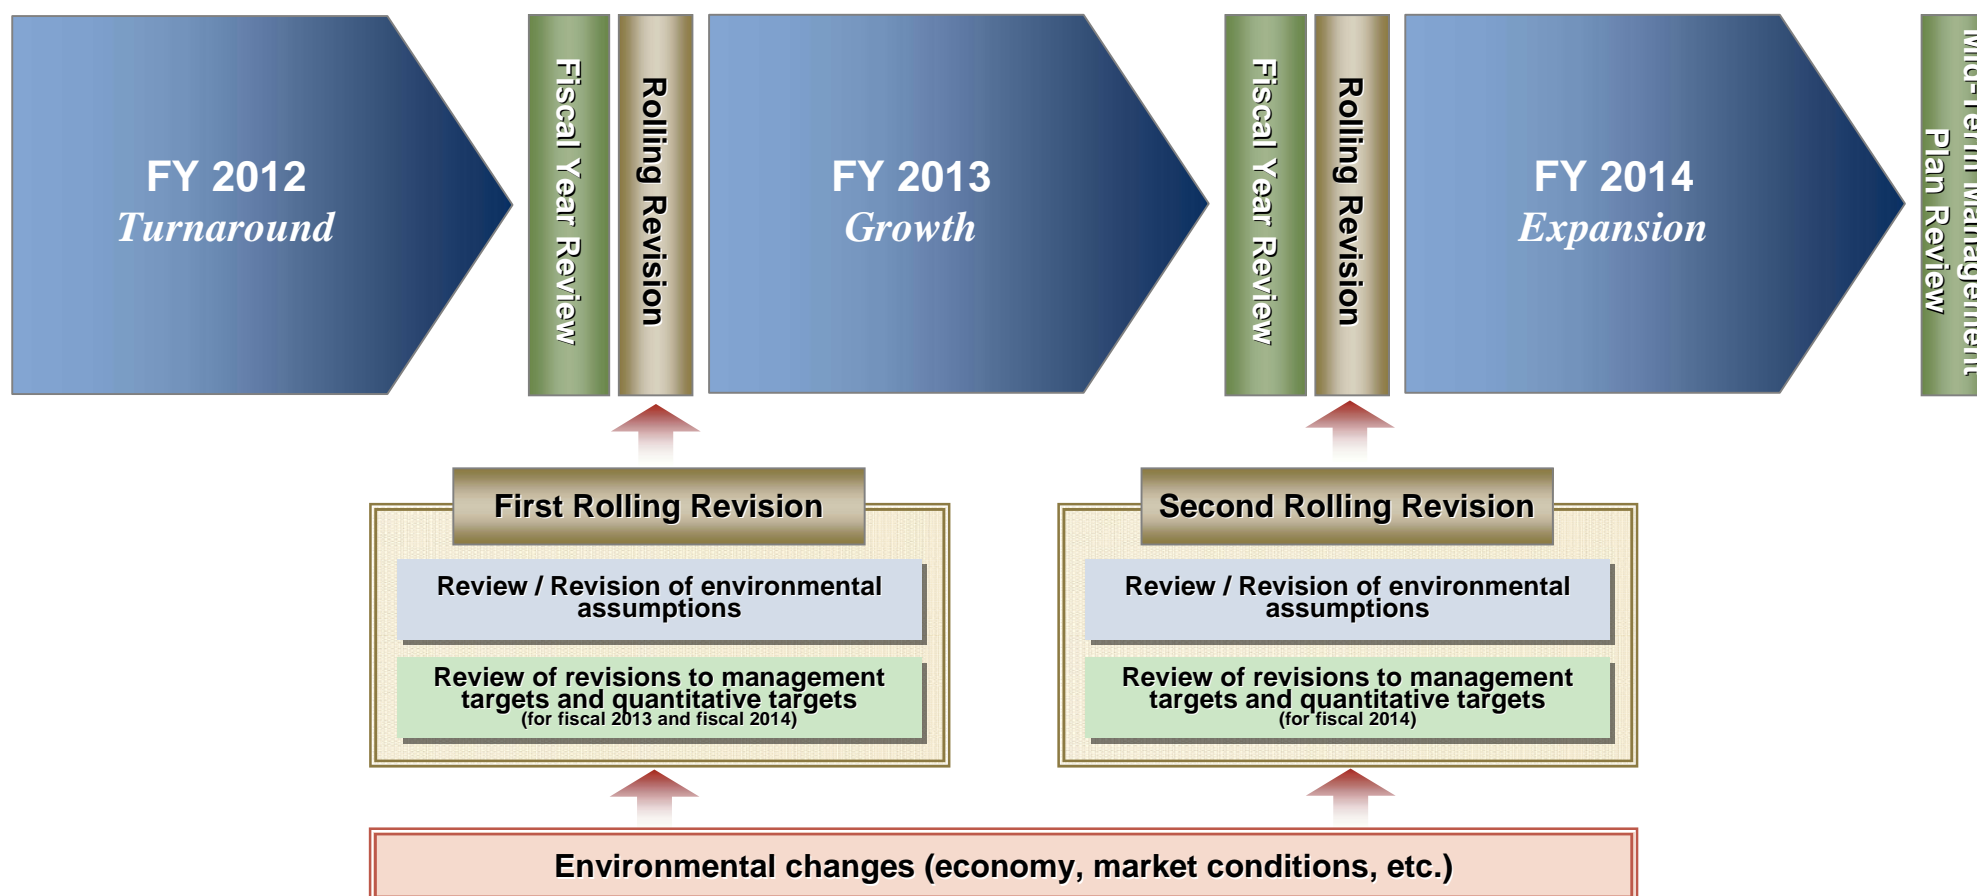 FY 2012
Turnaround
Fiscal Year Review
Rolling Revision
FY 2013
Growth
Fiscal Year Review
Rolling Revision
FY 2014
Expansion
Mid-Term Management
Plan Review
First Rolling Revision
Review / Revision of environmental
assumptions
Review of revisions to management
targets and quantitative targets
(for fiscal 2013 and fiscal 2014)
Second Rolling Revision
Review / Revision of environmental
assumptions
Review of revisions to management
targets and quantitative targets
(for fiscal 2014)
Environmental changes (economy, market conditions, etc.)